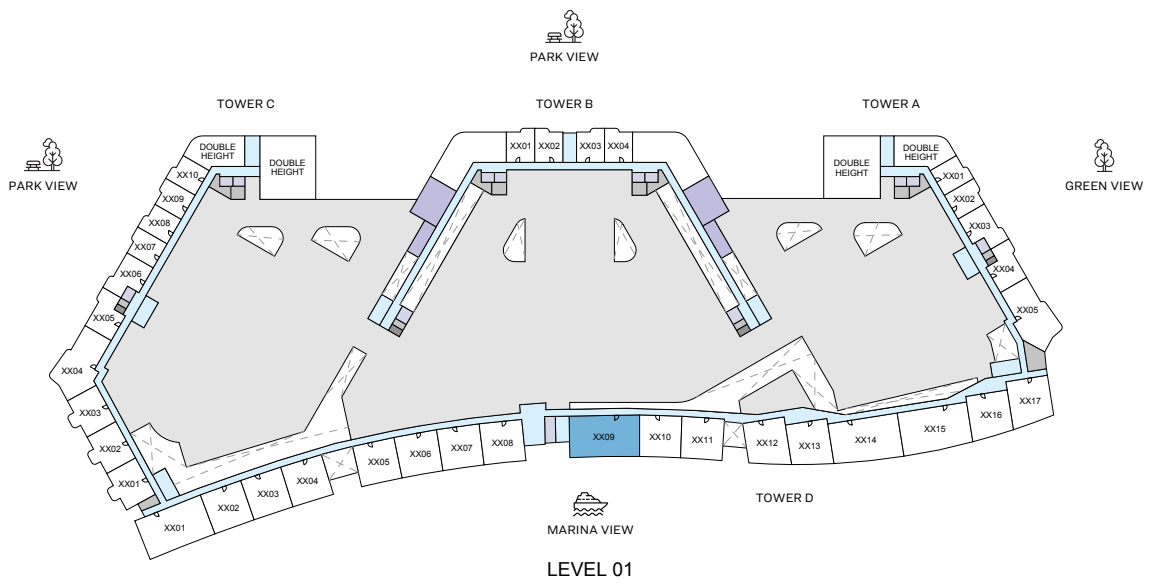 PARK VIEW
TOWER C
TOWER B
TOWER A
PARK VIEW
GREEN VIEW
DOUBLE
HEIGHT
DOUBLE
HEIGHT
XX10
XX09
XX08
XX07
XX06
XX05
XX04
XX03
XX02
XX01
XX01
XX02
XX03
XX04
DOUBLE
HEIGHT
DOUBLE
HEIGHT
XX01
XX02
XX03
XX04
XX05
XX01
XX02
XX03
XX04
XX05
XX06
XX07
XX08
XX09
XX10
XX11
XX12
XX13
XX14
XX15
XX16
XX17
TOWER D
MARINA VIEW
LEVEL 01